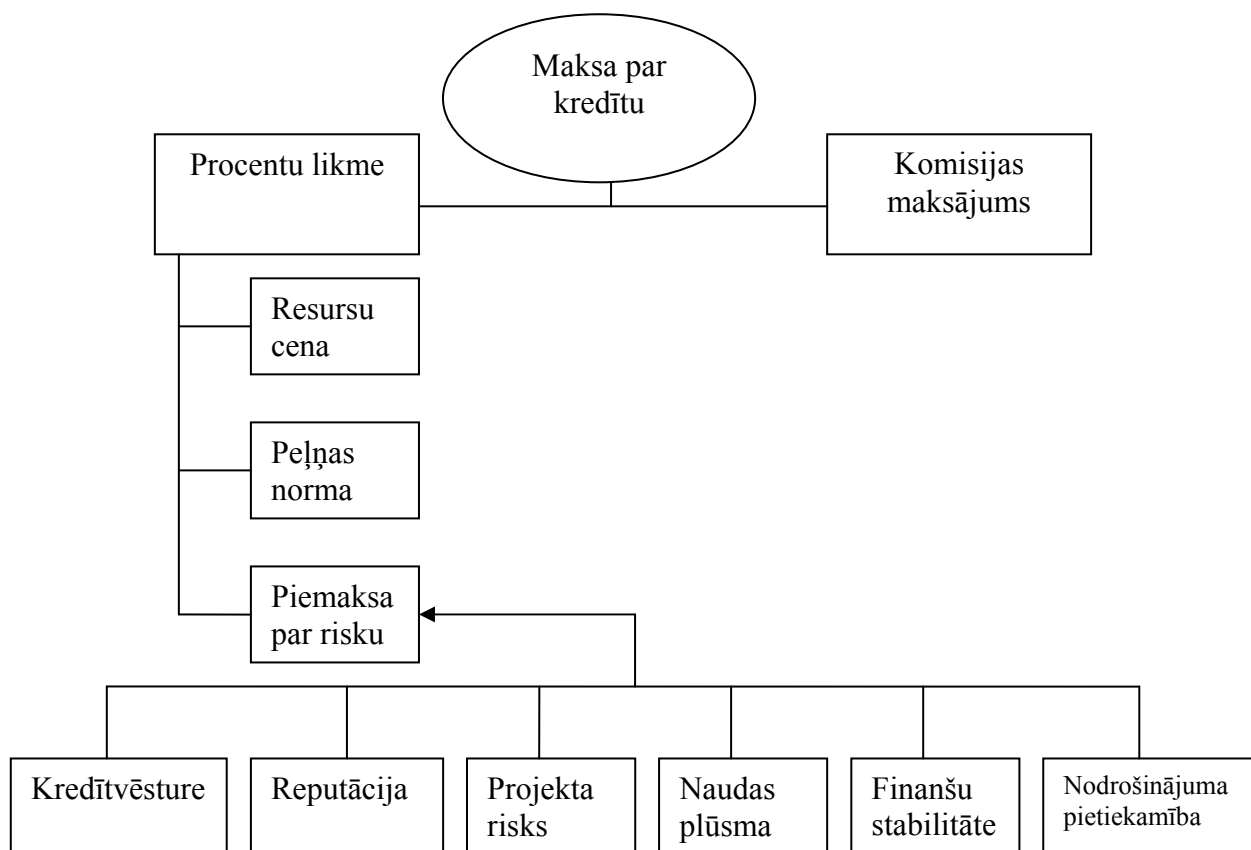 Maksa par
kredītu
Procentu likme
Komisijas
maksājums
Resursu
cena
Peļņas
norma
Piemaksa
par risku
Kredītvēsture
Reputācija
Projekta
risks
Naudas
plūsma
Finanšu
stabilitāte
Nodrošinājuma
pietiekamība